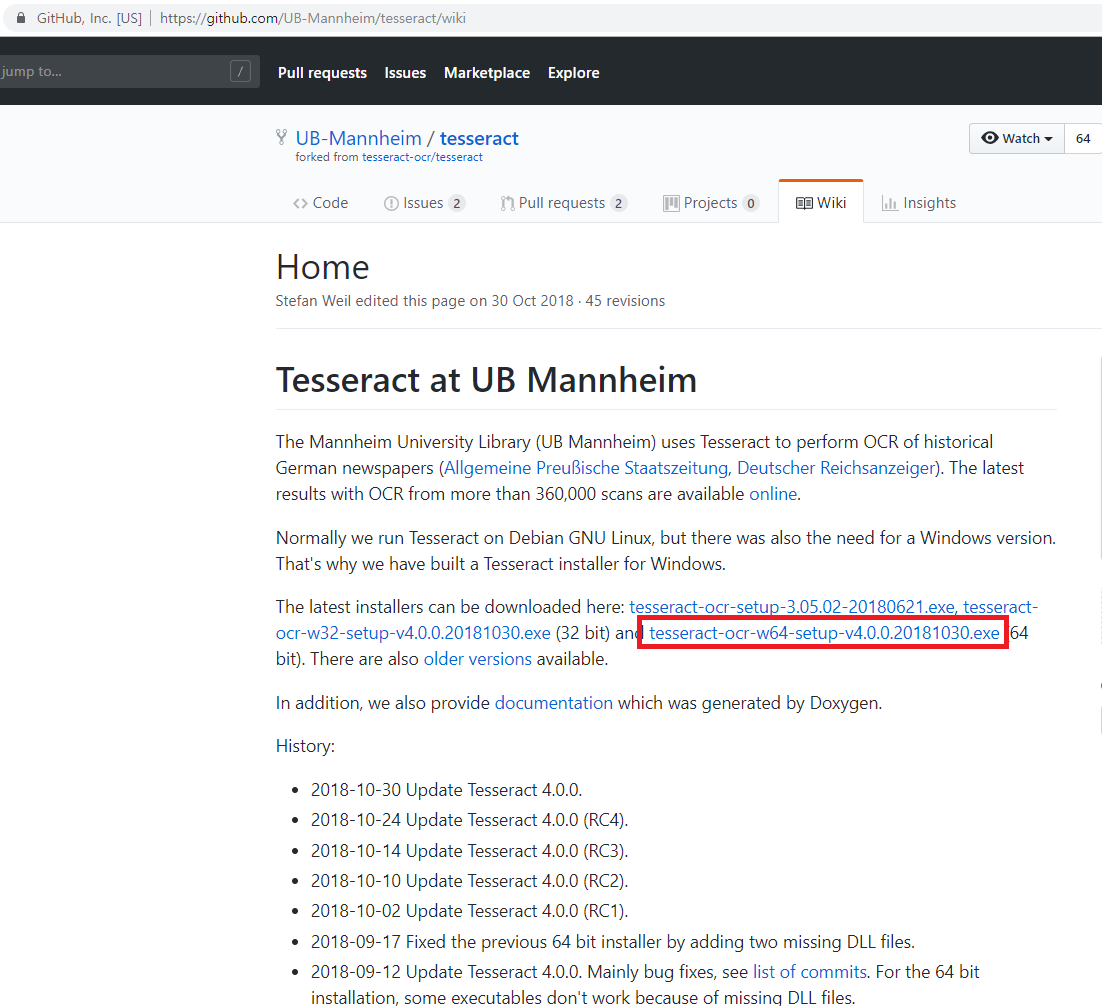 GitHub, Inc. [US] | https://github.com/UB-Mannheim/tesseract/wiki
jump to... / Pull requests Issues Marketplace Explore
UB-Mannheim / tesseract Watch 64
forked from tesseract-ocr/tesseract
Code Issues 2 Pull requests 2 Projects 0 Wiki Insights
Home
Stefan Weil edited this page on 30 Oct 2018 · 45 revisions
Tesseract at UB Mannheim
The Mannheim University Library (UB Mannheim) uses Tesseract to perform OCR of historical
German newspapers (Allgemeine Preußische Staatszeitung, Deutscher Reichsanzeiger). The latest
results with OCR from more than 360,000 scans are available online.
Normally we run Tesseract on Debian GNU Linux, but there was also the need for a Windows version.
That's why we have built a Tesseract installer for Windows.
The latest installers can be downloaded here: tesseract-ocr-setup-3.05.02-20180621.exe, tesseract-
ocr-w32-setup-v4.0.0.20181030.exe (32 bit) and tesseract-ocr-w64-setup-v4.0.0.20181030.exe (64
bit). There are also older versions available.
In addition, we also provide documentation which was generated by Doxygen.
History:
• 2018-10-30 Update Tesseract 4.0.0.
• 2018-10-24 Update Tesseract 4.0.0 (RC4).
• 2018-10-14 Update Tesseract 4.0.0 (RC3).
• 2018-10-10 Update Tesseract 4.0.0 (RC2).
• 2018-10-02 Update Tesseract 4.0.0 (RC1).
• 2018-09-17 Fixed the previous 64 bit installer by adding two missing DLL files.
• 2018-09-12 Update Tesseract 4.0.0. Mainly bug fixes, see list of commits. For the 64 bit
installation, some executables don't work because of missing DLL files.